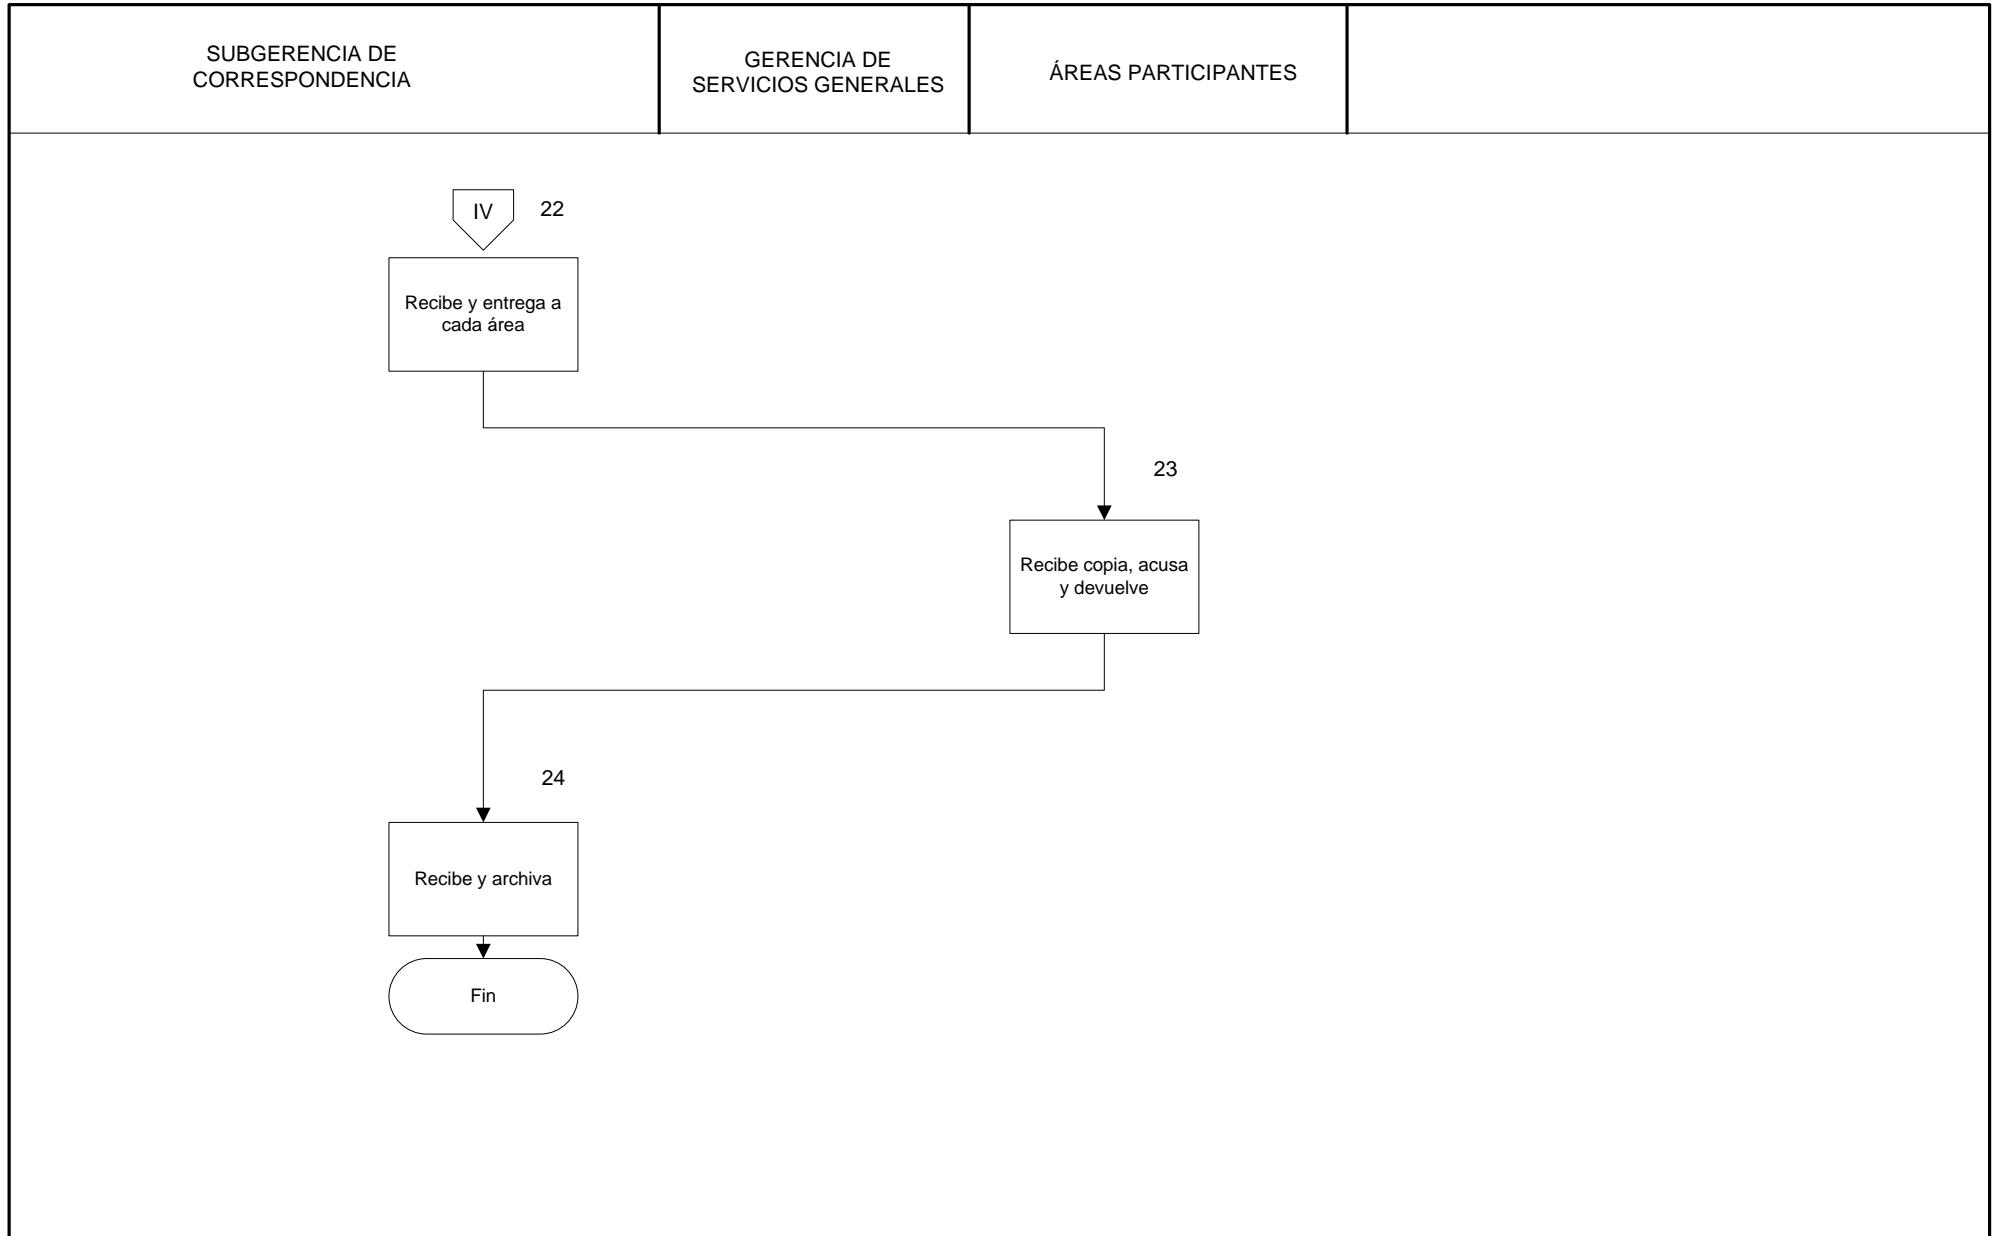 SUBGERENCIA DE
CORRESPONDENCIA
GERENCIA DE
SERVICIOS GENERALES
ÁREAS PARTICIPANTES
IV
22
Recibe y entrega a
cada área
23
Recibe copia, acusa
y devuelve
24
Recibe y archiva
Fin